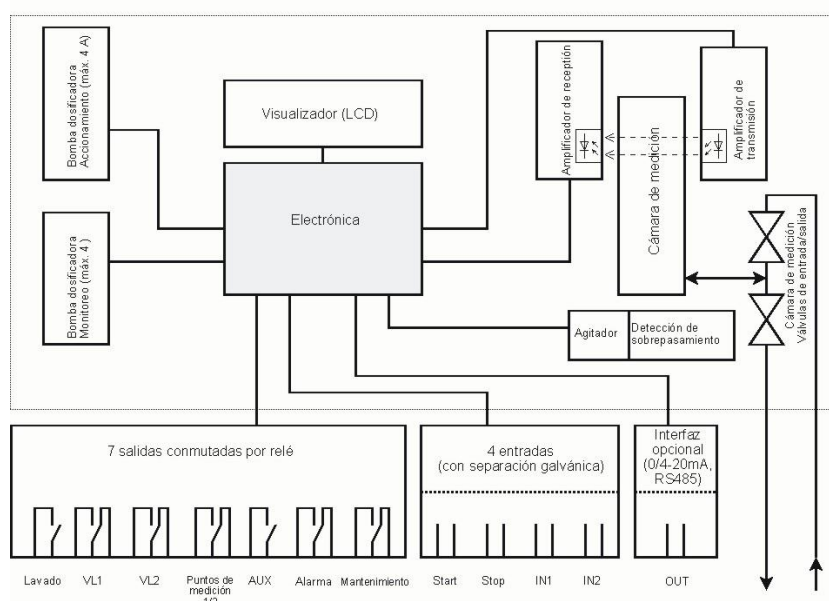 Bomba dosificadora
Accionamiento (máx. 4 A)
Visualizador (LCD)
Amplificador de recepción
Cámara de medición
Amplificador de
transmisión
Electrónica
Bomba dosificadora
Monitoreo (máx. 4 )
Cámara de medición
Válvulas de entrada/salida
Agitador
Detección de
sobrepasamiento
7 salidas conmutadas por relé
4 entradas
(con separación galvánica)
Interfaz
opcional
(0/4-20mA,
RS485)
Lavado
VL1
VL2
Puntos de
medición
1/2
AUX
Alarma
Mantenimiento
Start
Stop
IN1
IN2
OUT